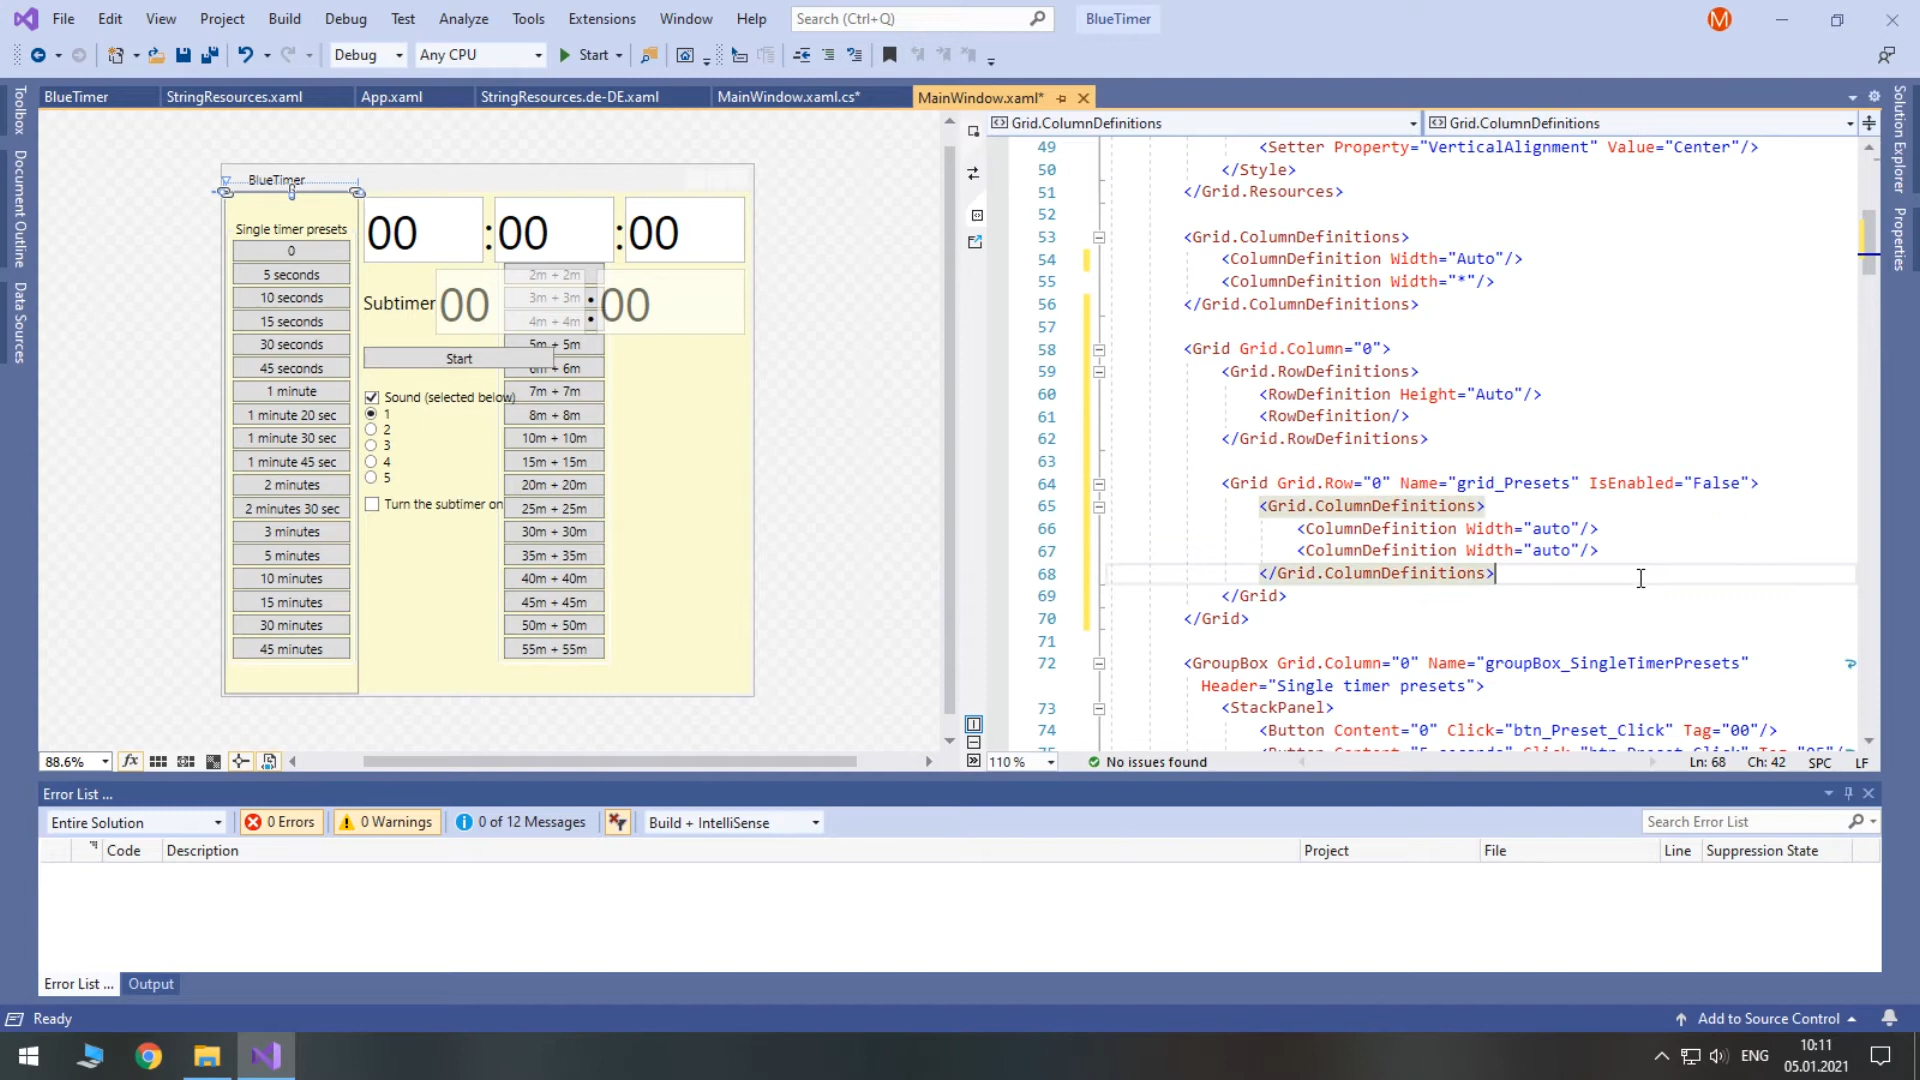 File Edit View Project Build Debug Test Analyze Tools Extensions Window Help Search (Ctrl+Q) BlueTimer M
Debug Any CPU Start
BlueTimer StringResources.xaml App.xaml StringResources.de-DE.xaml MainWindow.xaml.cs* MainWindow.xaml*
Toolbox
Document Outline
Data Sources
Solution Explorer
Properties
BlueTimer
Single timer presets
0
5 seconds
10 seconds
15 seconds
30 seconds
45 seconds
1 minute
1 minute 20 sec
1 minute 30 sec
1 minute 45 sec
2 minutes
2 minutes 30 sec
3 minutes
5 minutes
10 minutes
15 minutes
30 minutes
45 minutes
00 :00 :00
Subtimer 00 00
Start
Sound (selected below)
1
2
3
4
5
Turn the subtimer on
2m + 2m
3m + 3m
4m + 4m
5m + 5m
6m + 6m
7m + 7m
8m + 8m
10m + 10m
15m + 15m
20m + 20m
25m + 25m
30m + 30m
35m + 35m
40m + 40m
45m + 45m
50m + 50m
55m + 55m
88.6% fx
Grid.ColumnDefinitions Grid.ColumnDefinitions
49 <Setter Property="VerticalAlignment" Value="Center"/>
50 </Style>
51 </Grid.Resources>
52
53 <Grid.ColumnDefinitions>
54 <ColumnDefinition Width="Auto"/>
55 <ColumnDefinition Width="*"/>
56 </Grid.ColumnDefinitions>
57
58 <Grid Grid.Column="0">
59 <Grid.RowDefinitions>
60 <RowDefinition Height="Auto"/>
61 <RowDefinition/>
62 </Grid.RowDefinitions>
63
64 <Grid Grid.Row="0" Name="grid_Presets" IsEnabled="False">
65 <Grid.ColumnDefinitions>
66 <ColumnDefinition Width="auto"/>
67 <ColumnDefinition Width="auto"/>
68 </Grid.ColumnDefinitions>
69 </Grid>
70 </Grid>
71
72 <GroupBox Grid.Column="0" Name="groupBox_SingleTimerPresets"
Header="Single timer presets">
73 <StackPanel>
74 <Button Content="0" Click="btn_Preset_Click" Tag="00"/>
110 % No issues found Ln: 68 Ch: 42 SPC LF
Error List ...
Entire Solution 0 Errors 0 Warnings 0 of 12 Messages Build + IntelliSense Search Error List
Code Description Project File Line Suppression State
Error List ... Output
Ready Add to Source Control
ENG 10:11
05.01.2021